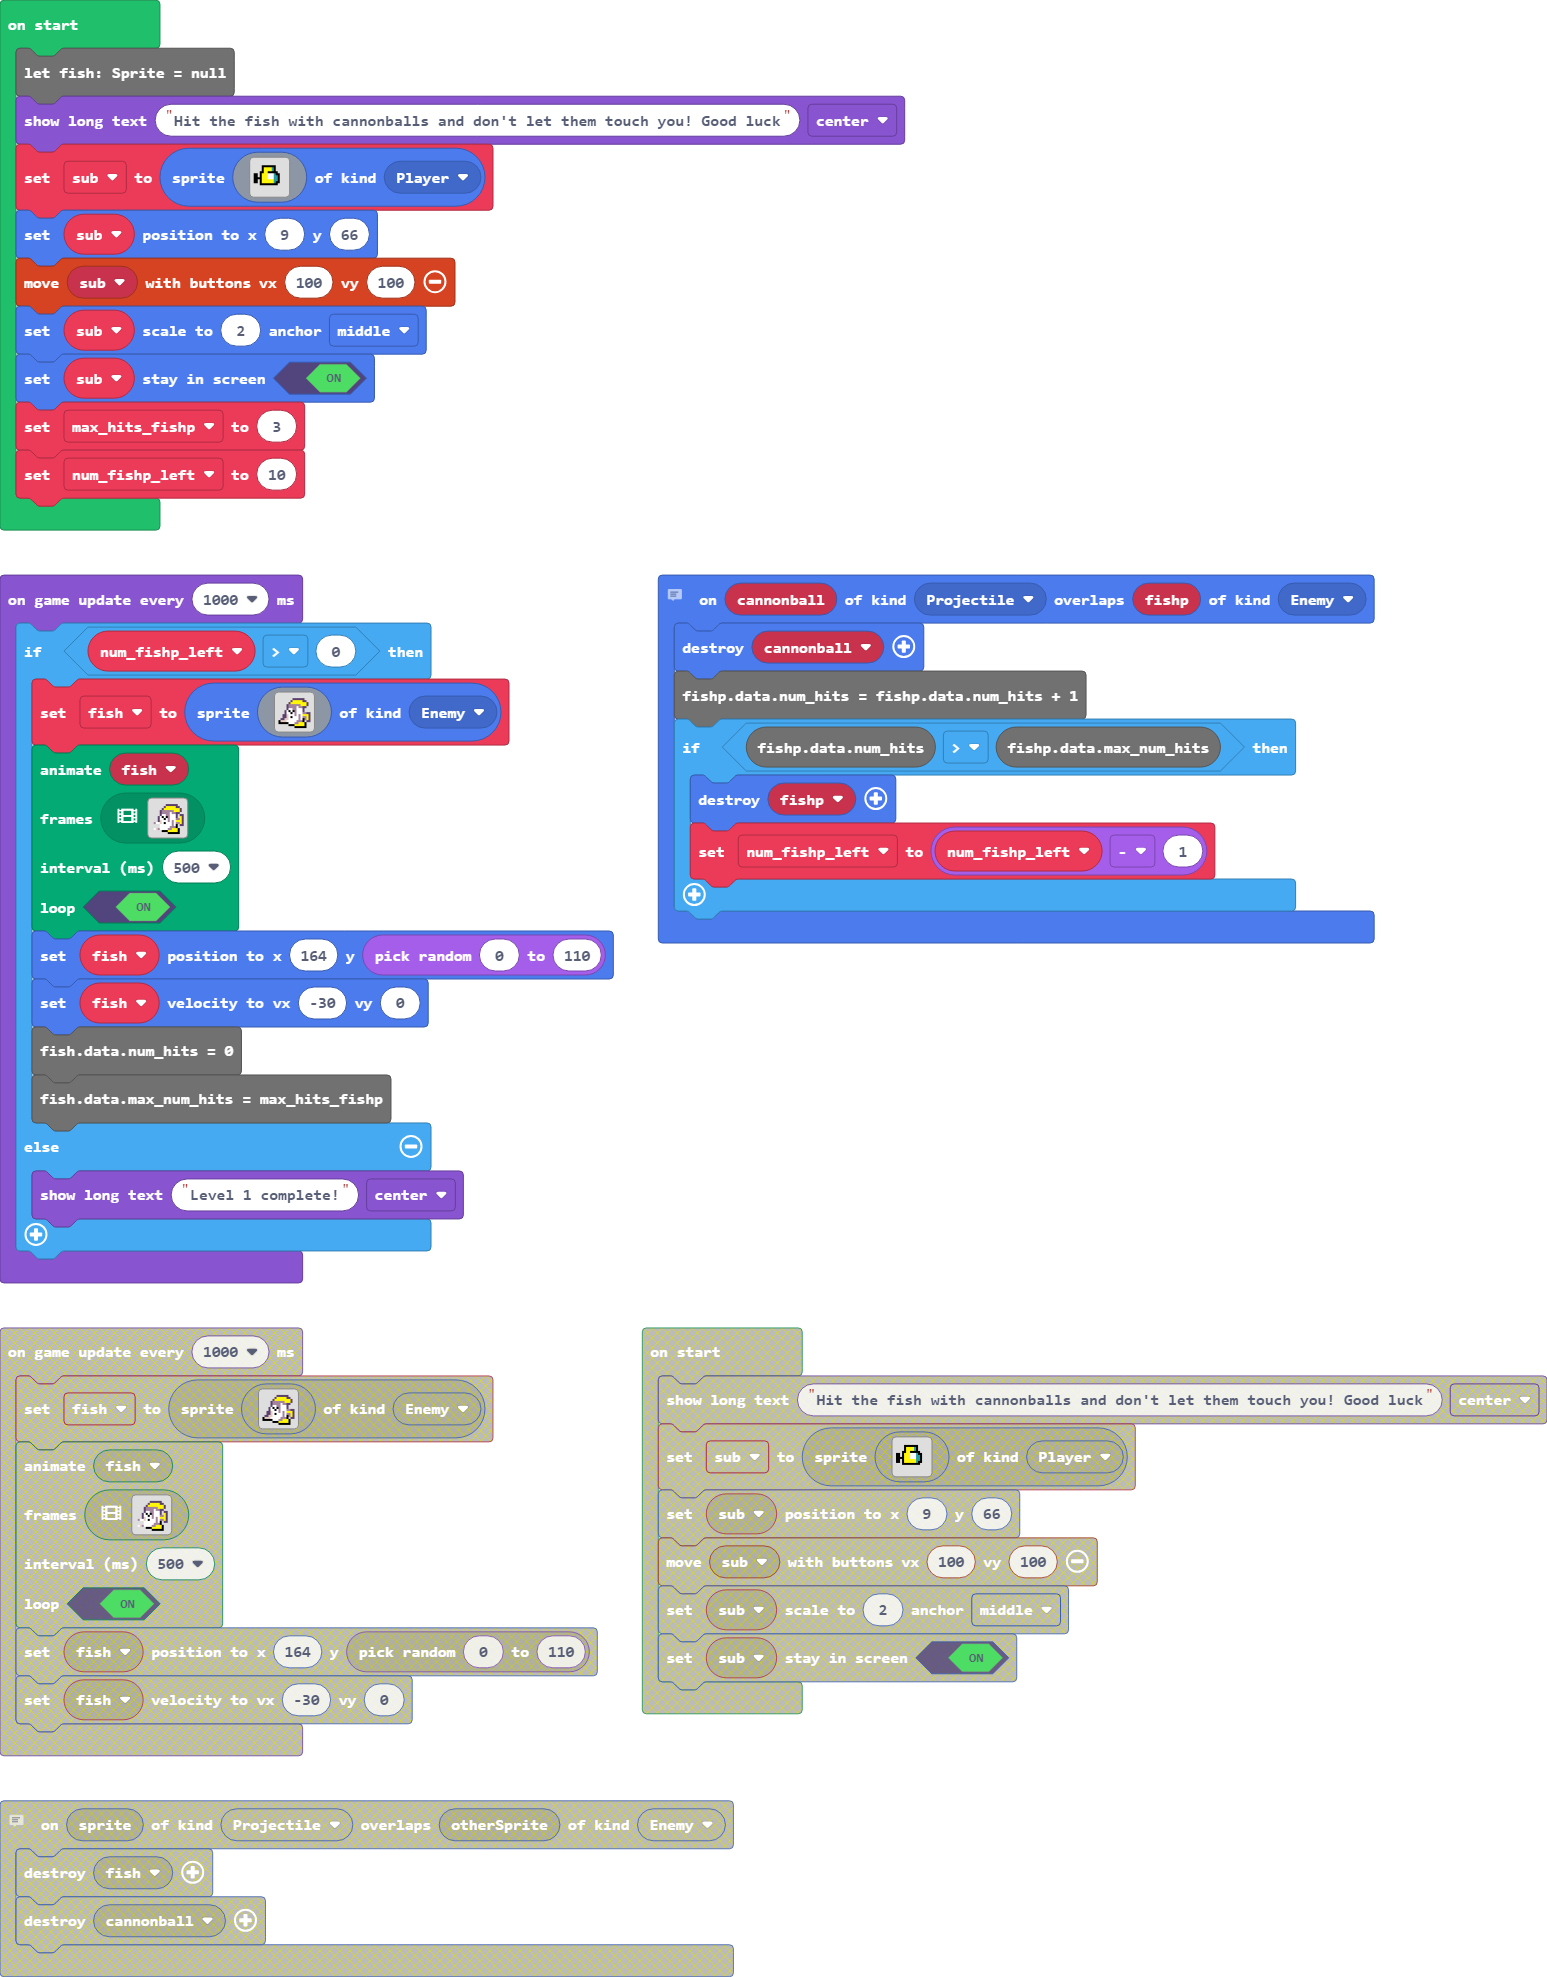 on start
let fish: Sprite = null
show long text "Hit the fish with cannonballs and don't let them touch you! Good luck" center
set sub to sprite of kind Player
set sub position to x 9 y 66
move sub with buttons vx 100 vy 100
set sub scale to 2 anchor middle
set sub stay in screen ON
set max_hits_fishp to 3
set num_fishp_left to 10
on game update every 1000 ms
if num_fishp_left > 0 then
set fish to sprite of kind Enemy
animate fish
frames
interval (ms) 500
loop ON
set fish position to x 164 y pick random 0 to 110
set fish velocity to vx -30 vy 0
fish.data.num_hits = 0
fish.data.max_num_hits = max_hits_fishp
else
show long text "Level 1 complete!" center
on cannonball of kind Projectile overlaps fishp of kind Enemy
destroy cannonball
fishp.data.num_hits = fishp.data.num_hits + 1
if fishp.data.num_hits > fishp.data.max_num_hits then
destroy fishp
set num_fishp_left to num_fishp_left - 1
on game update every 1000 ms
set fish to sprite of kind Enemy
animate fish
frames
interval (ms) 500
loop ON
set fish position to x 164 y pick random 0 to 110
set fish velocity to vx -30 vy 0
on start
show long text "Hit the fish with cannonballs and don't let them touch you! Good luck" center
set sub to sprite of kind Player
set sub position to x 9 y 66
move sub with buttons vx 100 vy 100
set sub scale to 2 anchor middle
set sub stay in screen ON
on sprite of kind Projectile overlaps otherSprite of kind Enemy
destroy fish
destroy cannonball